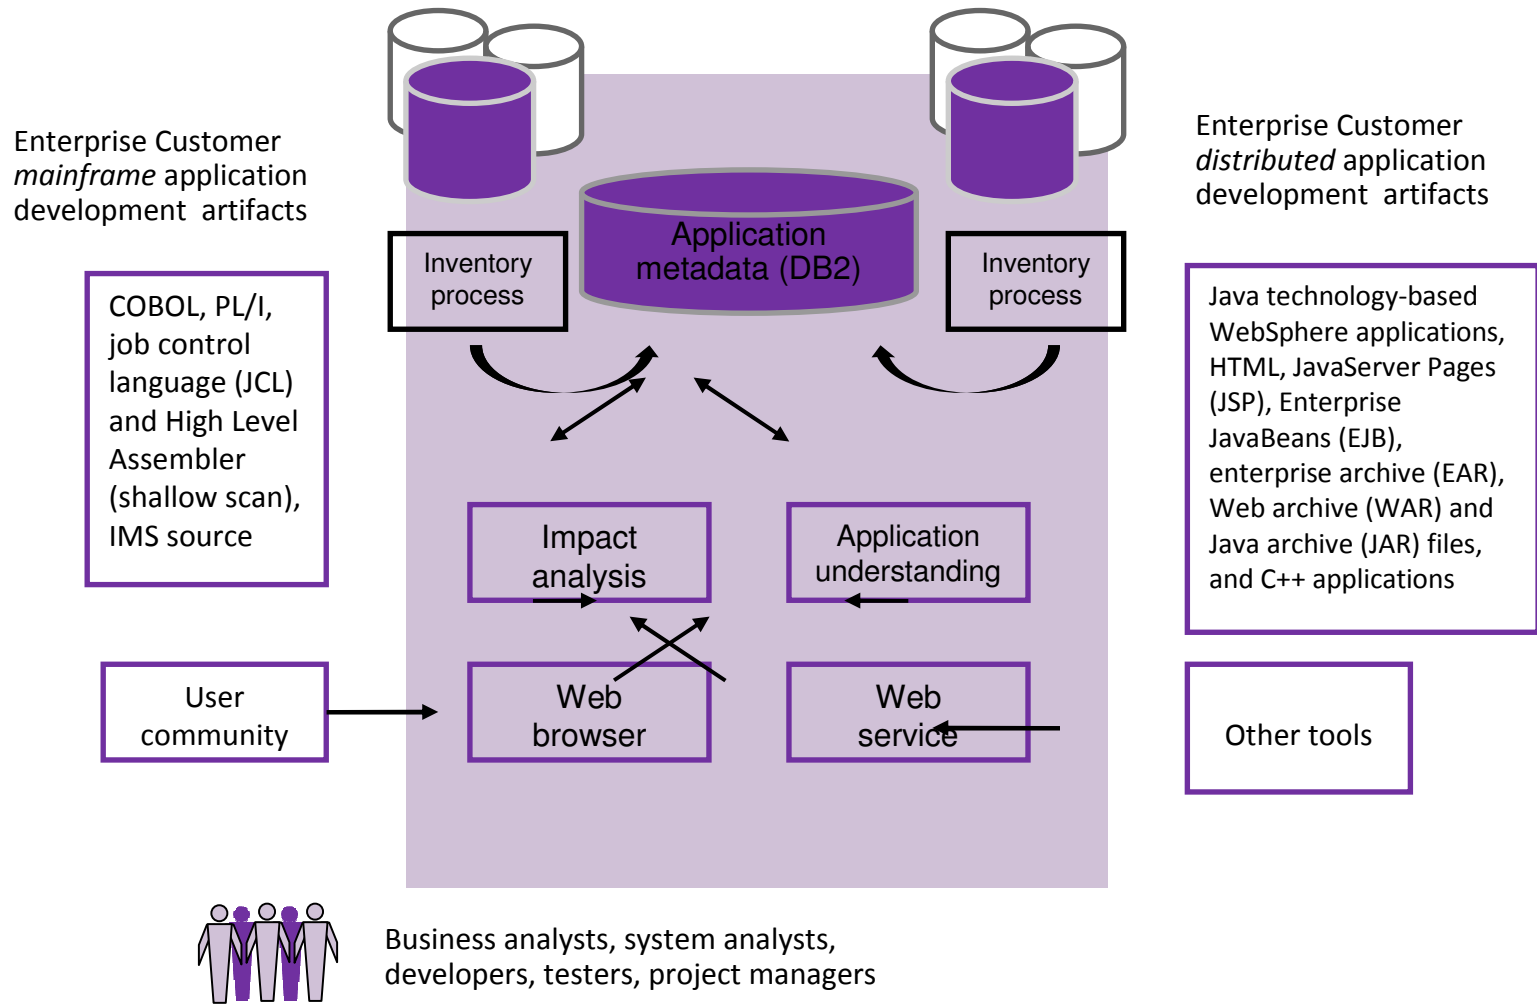 Enterprise Customer
mainframe application
development artifacts
Enterprise Customer
distributed application
development artifacts
Application
metadata (DB2)
Inventory
process
Inventory
process
COBOL, PL/I,
job control
language (JCL)
and High Level
Assembler
(shallow scan),
IMS source
Java technology-based
WebSphere applications,
HTML, JavaServer Pages
(JSP), Enterprise
JavaBeans (EJB),
enterprise archive (EAR),
Web archive (WAR) and
Java archive (JAR) files,
and C++ applications
Impact
analysis
Application
understanding
User
community
Web
browser
Web
service
Other tools
Business analysts, system analysts,
developers, testers, project managers